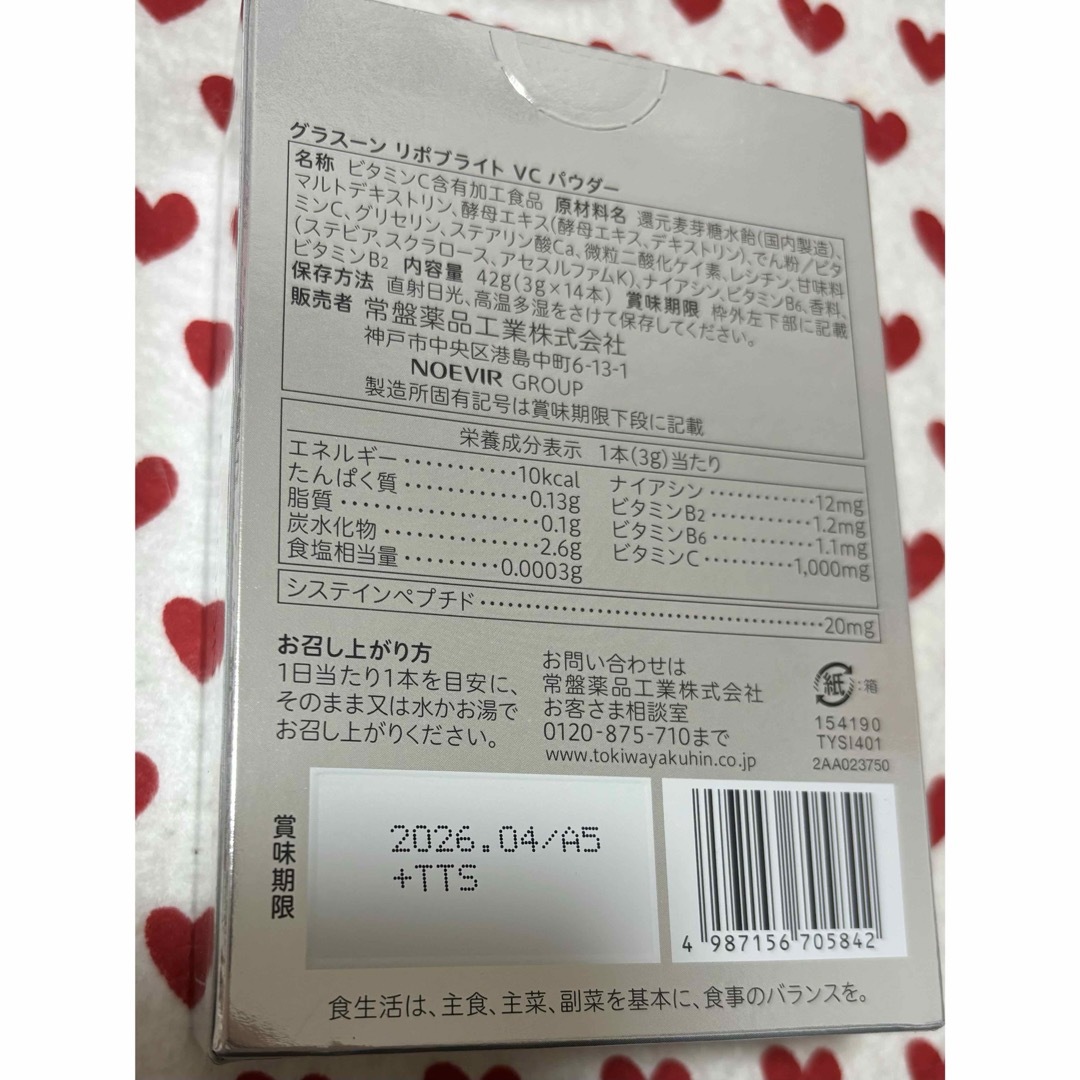 グラスーン リポブライト VC パウダー
名称 ビタミンC含有加工食品 原材料名 還元麦芽糖水飴(国内製造)、
マルトデキストリン、酵母エキス(酵母エキス、デキストリン)、でん粉／ビタ
ミンC、グリセリン、ステアリン酸Ca、微粒二酸化ケイ素、レシチン、甘味料
(ステビア、スクラロース、アセスルファムK)、ナイアシン、ビタミンB6、香料、
ビタミンB2 内容量 42g(3g×14本) 賞味期限 枠外左下部に記載
保存方法 直射日光、高温多湿をさけて保存してください。
販売者 常盤薬品工業株式会社
神戸市中央区港島中町6-13-1
NOEVIR GROUP
製造所固有記号は賞味期限下段に記載
栄養成分表示 1本(3g)当たり
エネルギー…………10kcal
たんぱく質…………0.13g
脂質…………………0.1g
炭水化物……………2.6g
食塩相当量………0.0003g
ナイアシン…………12mg
ビタミンB2…………1.2mg
ビタミンB6…………1.1mg
ビタミンC…………1,000mg
システインペプチド……………………………………20mg
お召し上がり方
1日当たり1本を目安に、
そのまま又は水かお湯で
お召し上がりください。
お問い合わせは
常盤薬品工業株式会社
お客さま相談室
0120-875-710まで
www.tokiwayakuhin.co.jp
紙:箱
154190
TYSI401
2AA023750
賞味期限
2026.04/A5
+TTS
4 987156 705842
食生活は、主食、主菜、副菜を基本に、食事のバランスを。